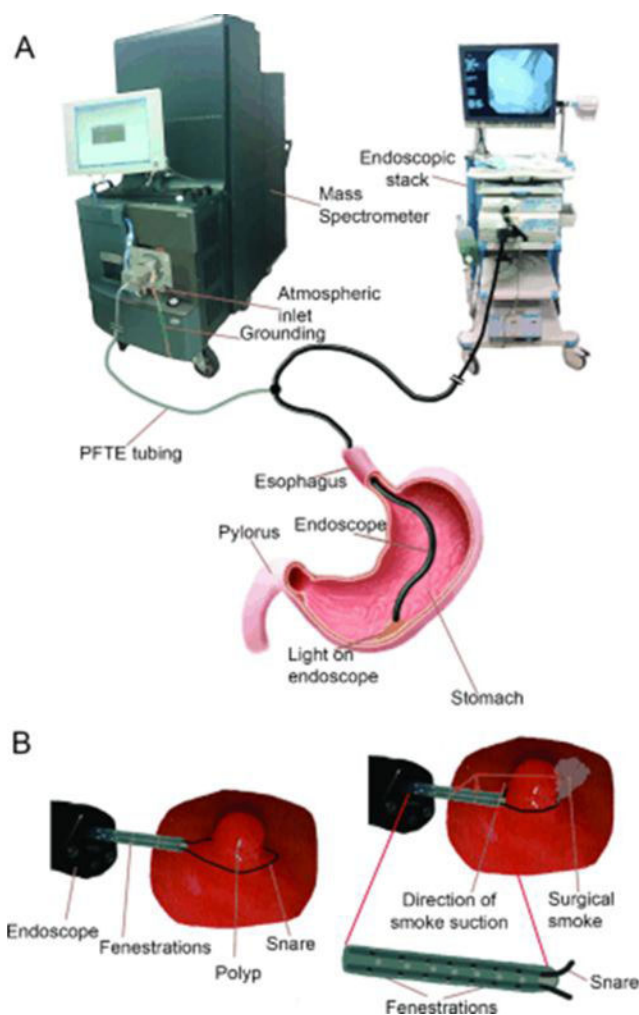 A
Endoscopic
stack
Mass
Spectrometer
Atmospheric
inlet
Grounding
PFTE tubing
Esophagus
Endoscope
Pylorus
Light on
endoscope
Stomach
B
Endoscope
Fenestrations
Polyp
Snare
Direction of
smoke suction
Surgical
smoke
Snare
Fenestrations